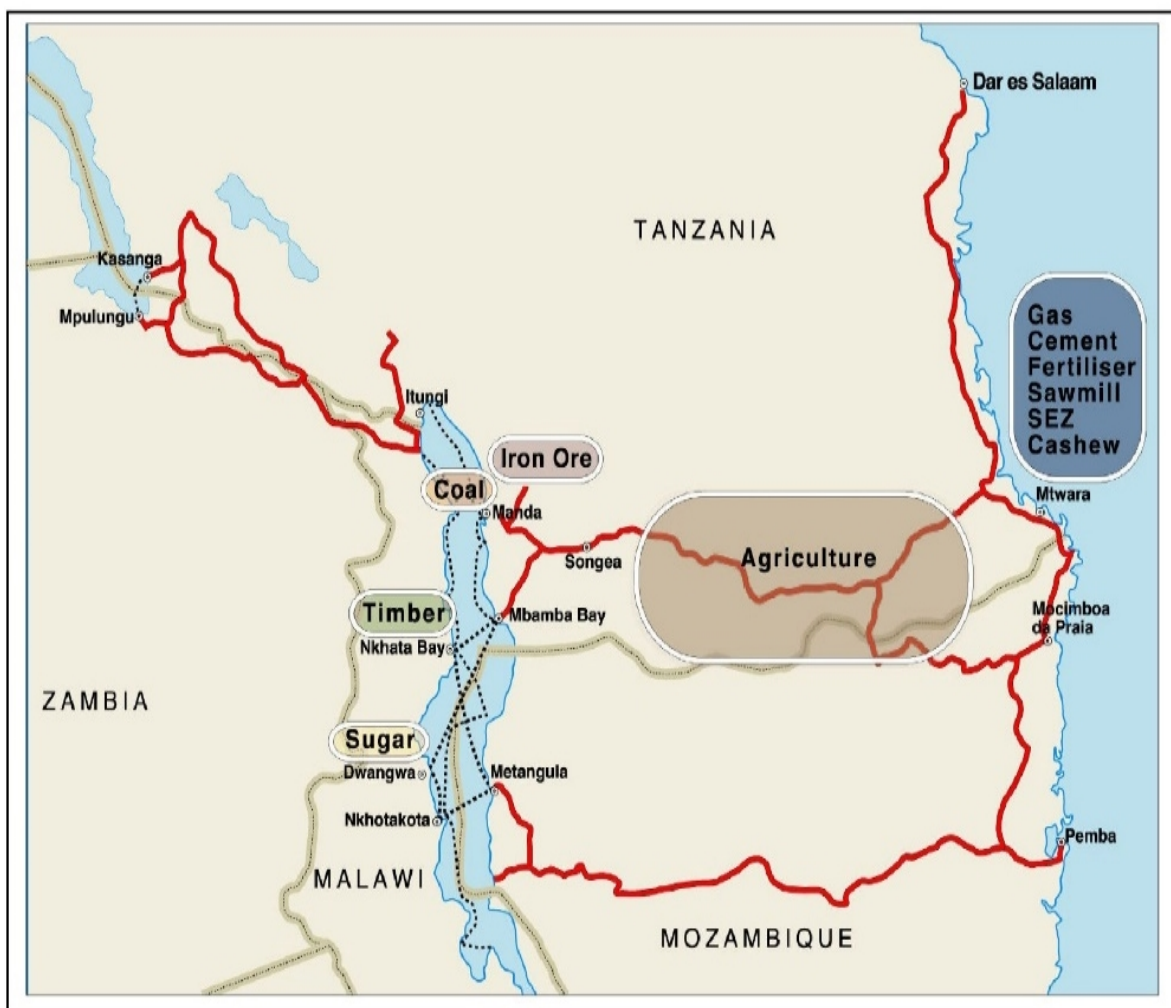 Dar es Salaam
TANZANIA
Kasanga
Mpulungu
Gas
Cement
Fertiliser
Sawmill
SEZ
Cashew
Itungi
Iron Ore
Coal
Manda
Mtwara
Songea
Agriculture
Timber
Mbamba Bay
Nkhata Bay
Mocimboa
da Praia
ZAMBIA
Sugar
Dwangwa
Metangula
Nkhotakota
Pemba
MALAWI
MOZAMBIQUE